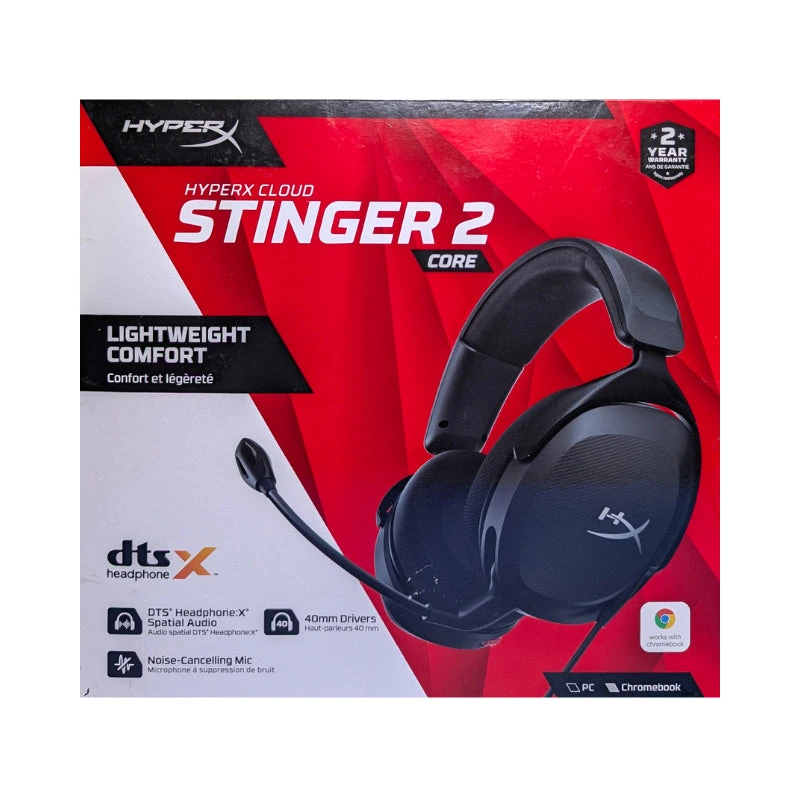 HYPERX
2
YEAR
WARRANTY
ANS DE GARANTIE
HYPERX CLOUD
STINGER 2
CORE
LIGHTWEIGHT
COMFORT
Confort et légèreté
dts X™
headphone
DTS® Headphone:X®
Spatial Audio
Audio spatial DTS® Headphone:X®
40
40mm Drivers
Haut-parleurs 40 mm
Noise-Cancelling Mic
Microphone à suppression de bruit
works with
chromebook
PC Chromebook